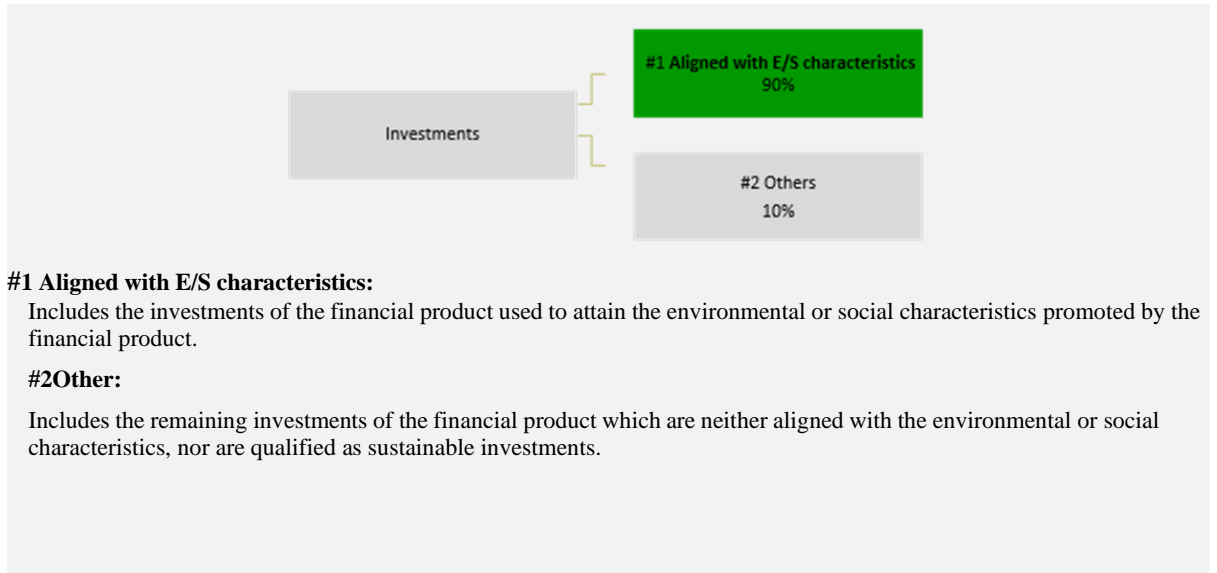 #1 Aligned with E/S characteristics
90%
Investments
#2 Others
10%
#1 Aligned with E/S characteristics:
Includes the investments of the financial product used to attain the environmental or social characteristics promoted by the
financial product.
#2Other:
Includes the remaining investments of the financial product which are neither aligned with the environmental or social
characteristics, nor are qualified as sustainable investments.